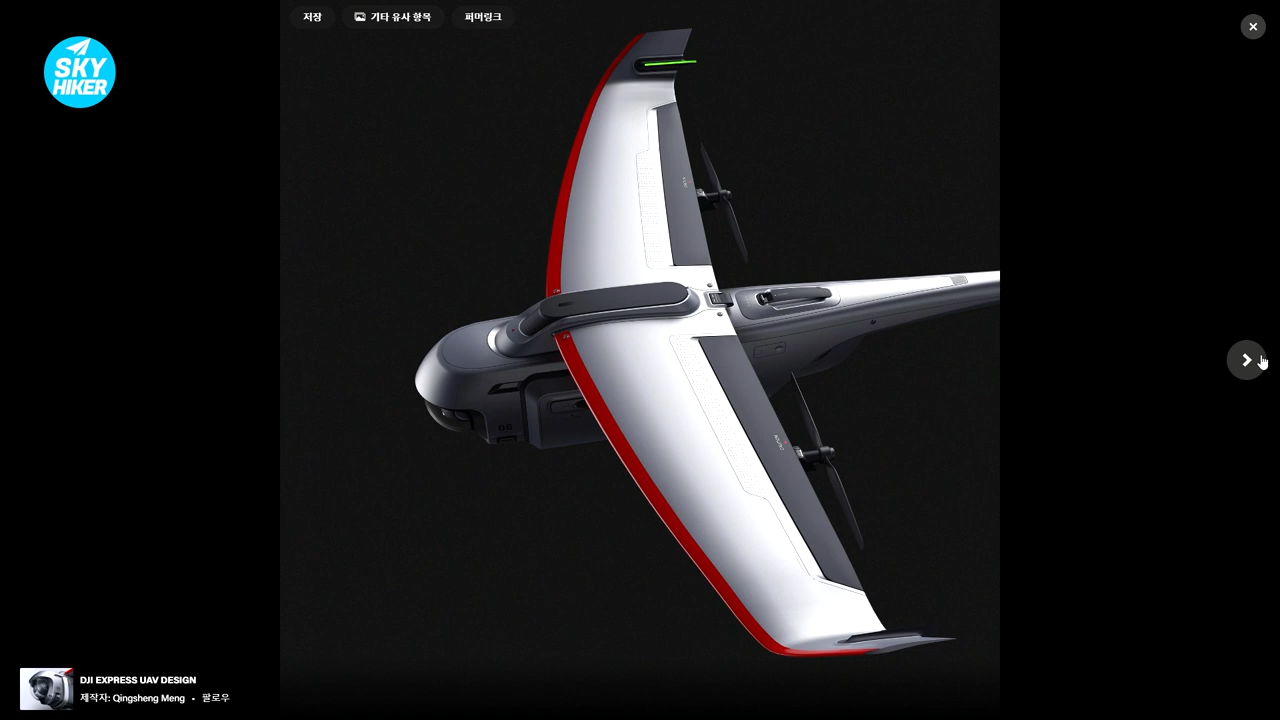 저장
기타 유사 항목
퍼머링크
SKY
HIKER
08
DJI EXPRESS UAV DESIGN
제작자: Qingsheng Meng • 팔로우